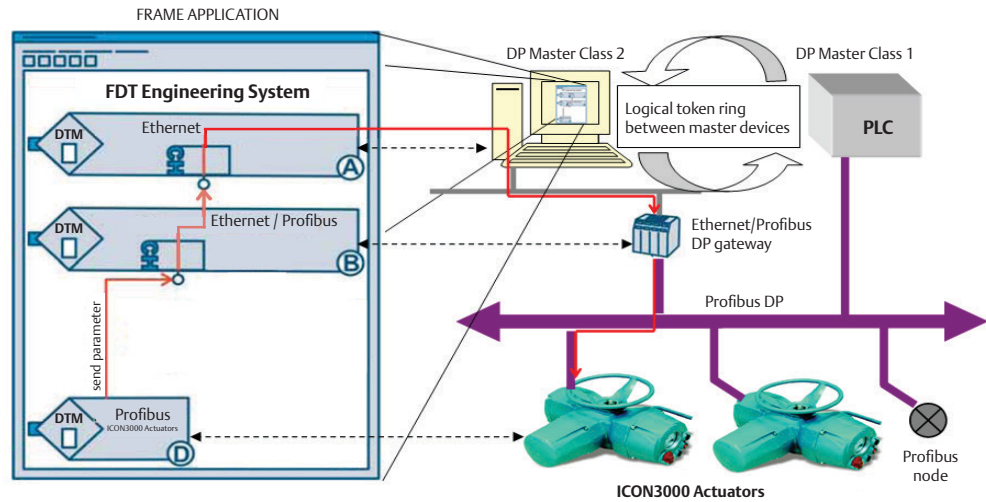 FRAME APPLICATION
FDT Engineering System
DTM
Ethernet
CH
A
DTM
Ethernet / Profibus
CH
B
send parameter
DTM
Profibus
ICON3000 Actuators
D
DP Master Class 2
DP Master Class 1
Logical token ring
between master devices
PLC
Ethernet/Profibus
DP gateway
Profibus DP
Profibus
node
ICON3000 Actuators